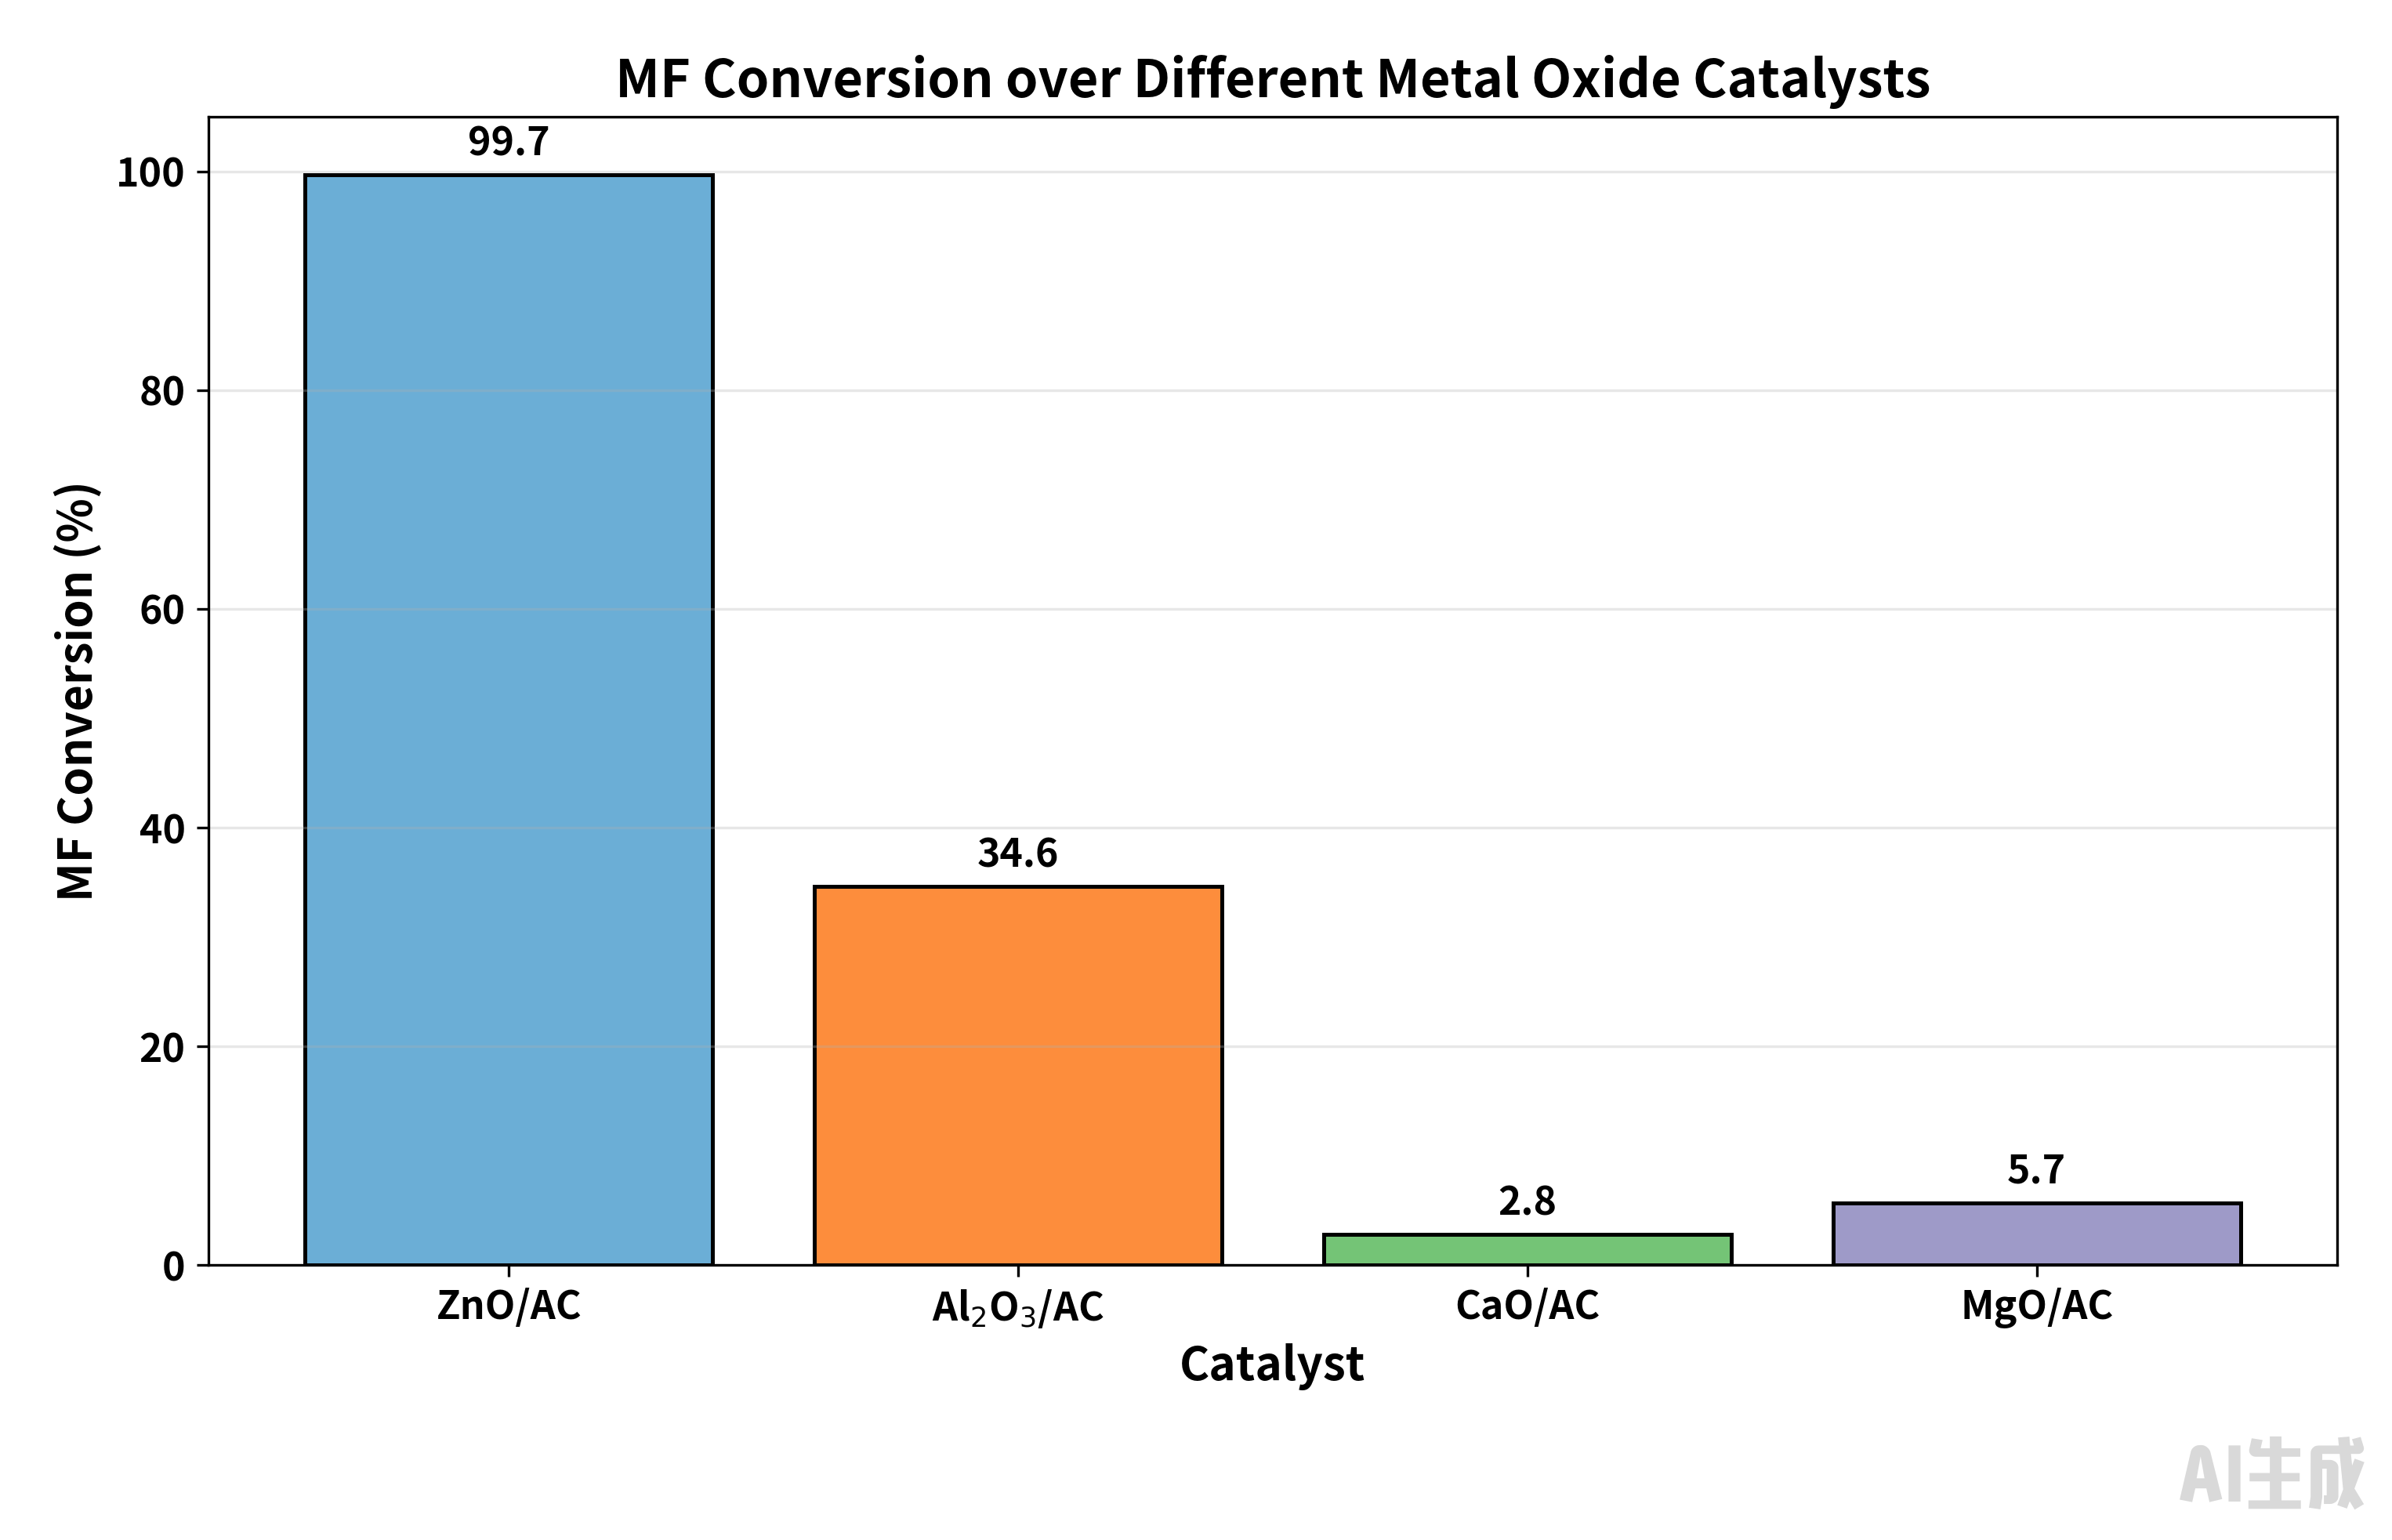 MF Conversion over Different Metal Oxide Catalysts
MF Conversion (%)
100
80
60
40
20
0
99.7
34.6
2.8
5.7
ZnO/AC
Al₂O₃/AC
CaO/AC
MgO/AC
Catalyst
AI生成